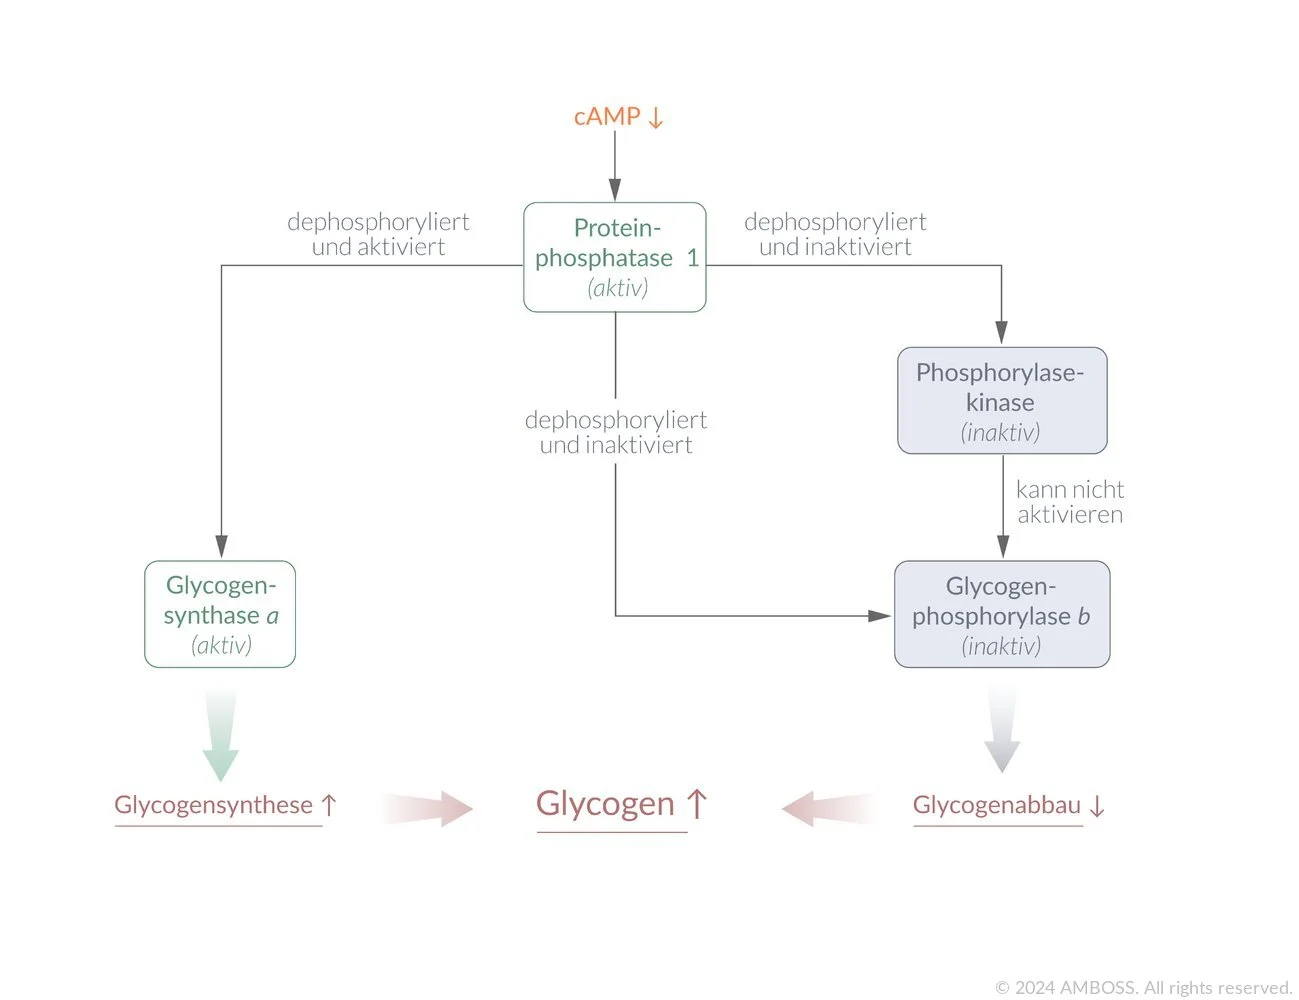 cAMP ↓
dephosphoryliert
und aktiviert
Protein-
phosphatase 1
(aktiv)
dephosphoryliert
und inaktiviert
Phosphorylase-
kinase
(inaktiv)
dephosphoryliert
und inaktiviert
kann nicht
aktivieren
Glycogen-
synthase a
(aktiv)
Glycogen-
phosphorylase b
(inaktiv)
Glycogensynthese ↑
Glycogen ↑
Glycogenabbau ↓
© 2024 AMBOSS. All rights reserved.